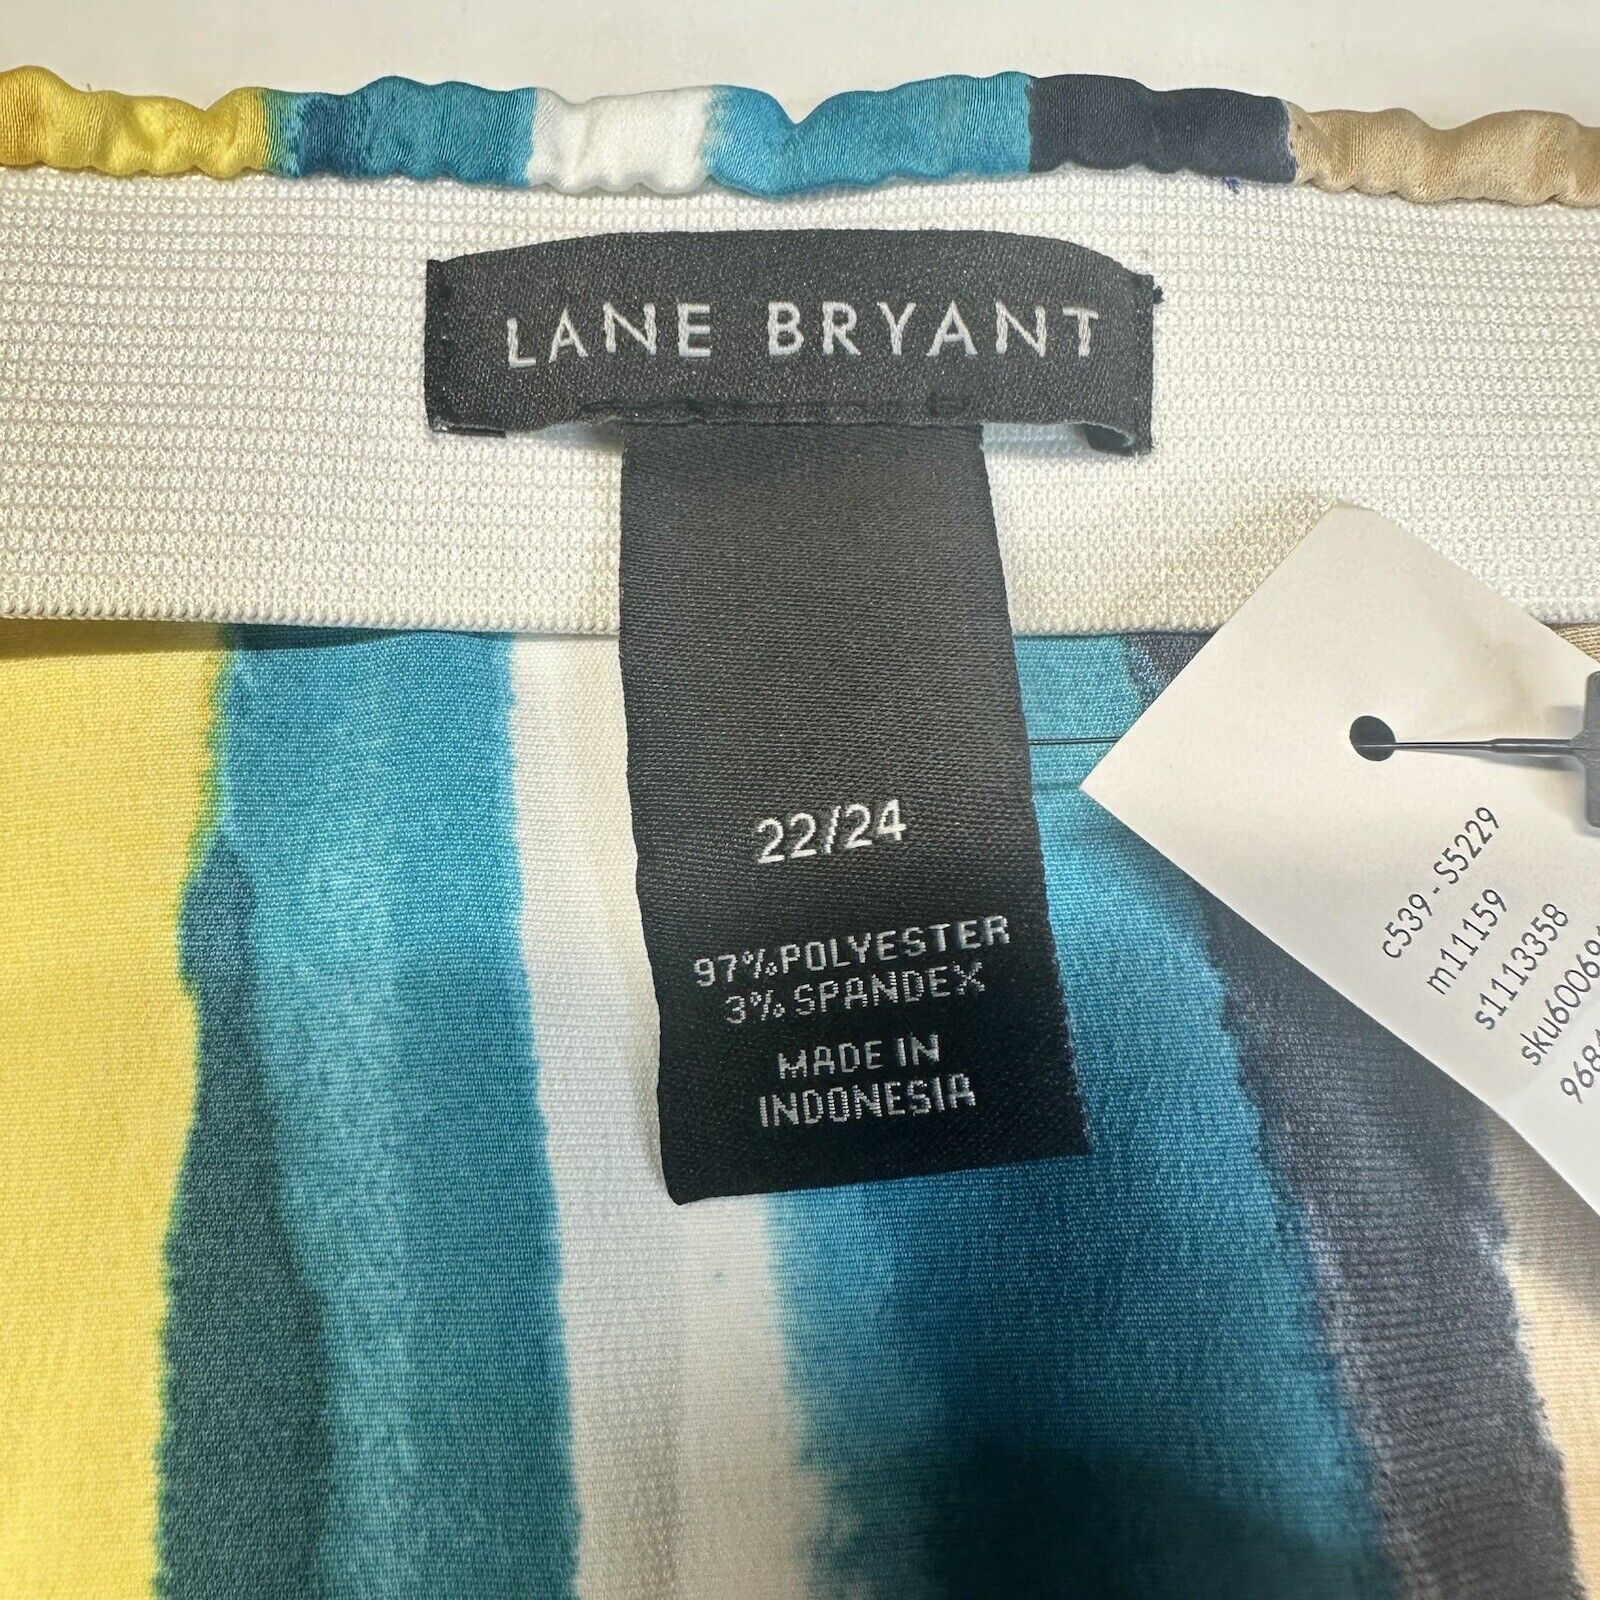 LANE BRYANT
22/24
97% POLYESTER
3% SPANDEX
MADE IN
INDONESIA
c539 - S5229
m11159
s1113358